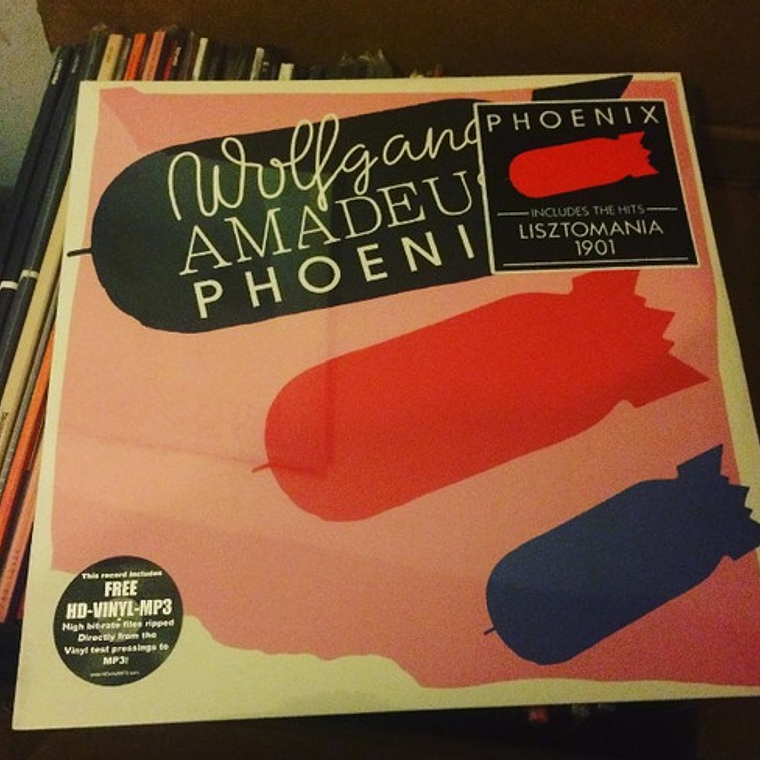 Wolfgang
AMADEUS
PHOENI
PHOENIX
INCLUDES THE HITS
LISZTOMANIA
1901
This record includes
FREE
HD-VINYL-MP3
High bit-rate files ripped
Directly from the
Vinyl test pressings to
MP3!